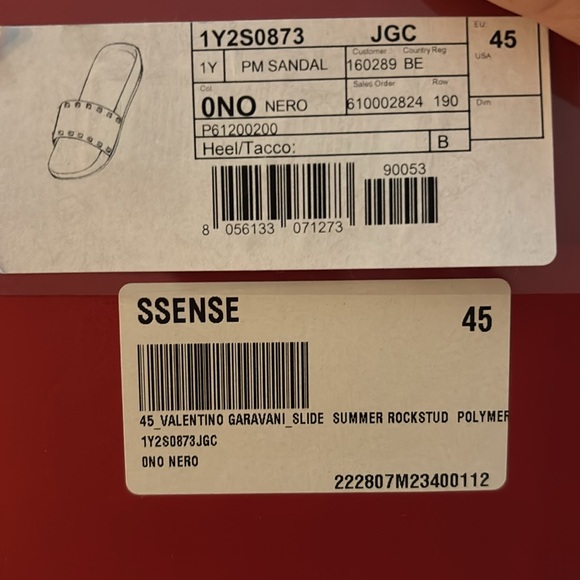 1Y2S0873 JGC EU 45
Customer Country Reg USA
1Y PM SANDAL 160289 BE
Col Sales Order Row
0NO NERO 610002824 190 Dim
P61200200
Heel/Tacco: B
90053
8 056133 071273
SSENSE 45
45_VALENTINO GARAVANI_SLIDE SUMMER ROCKSTUD POLYMER
1Y2S0873JGC
0NO NERO
222807M23400112